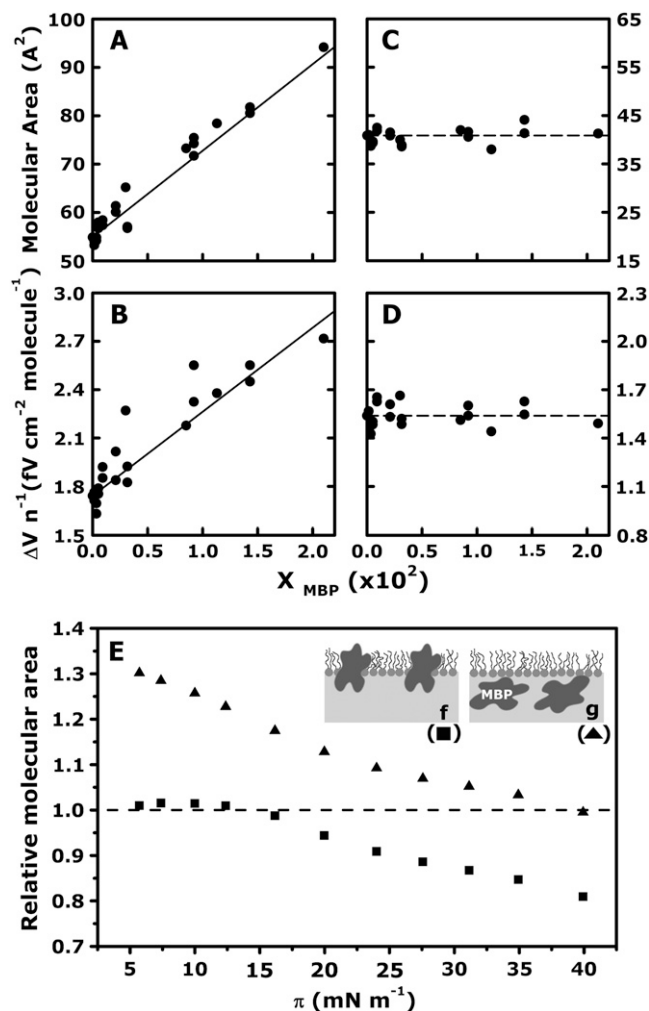 A
C
Molecular Area (Å²)
100
90
80
70
60
50
65
55
45
35
25
15
B
D
ΔV n⁻¹(fV cm⁻² molecule⁻¹)
3.0
2.7
2.4
2.1
1.8
1.5
2.3
2.0
1.7
1.4
1.1
0.8
0.0 0.5 1.0 1.5 2.0
0.0 0.5 1.0 1.5 2.0
X MBP (x10²)
E
Relative molecular area
1.4
1.3
1.2
1.1
1.0
0.9
0.8
0.7
MBP
f
(■)
g
(▲)
5 10 15 20 25 30 35 40
π (mN m⁻¹)